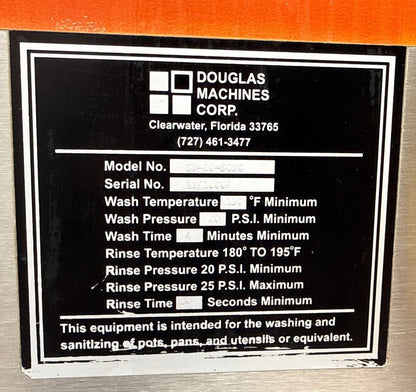 DOUGLAS
MACHINES
CORP.
Clearwater, Florida 33765
(727) 461-3477
Model No.
Serial No.
Wash Temperature °F Minimum
Wash Pressure P.S.I. Minimum
Wash Time Minutes Minimum
Rinse Temperature 180° TO 195°F
Rinse Pressure 20 P.S.I. Minimum
Rinse Pressure 25 P.S.I. Maximum
Rinse Time Seconds Minimum
This equipment is intended for the washing and
sanitizing of pots, pans, and utensils or equivalent.